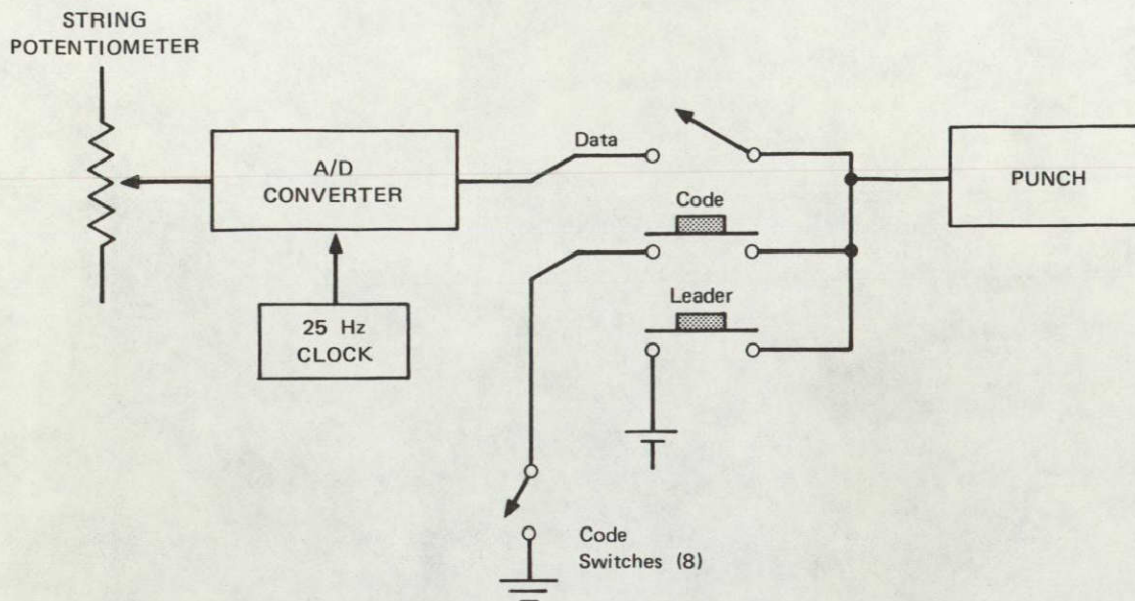 STRING
POTENTIOMETER
A/D
CONVERTER
25 Hz
CLOCK
Data
Code
Leader
PUNCH
Code
Switches (8)